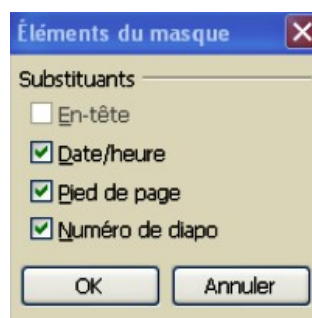 Éléments du masque
Substituants
En-tête
Date/heure
Pied de page
Numéro de diapo
OK
Annuler